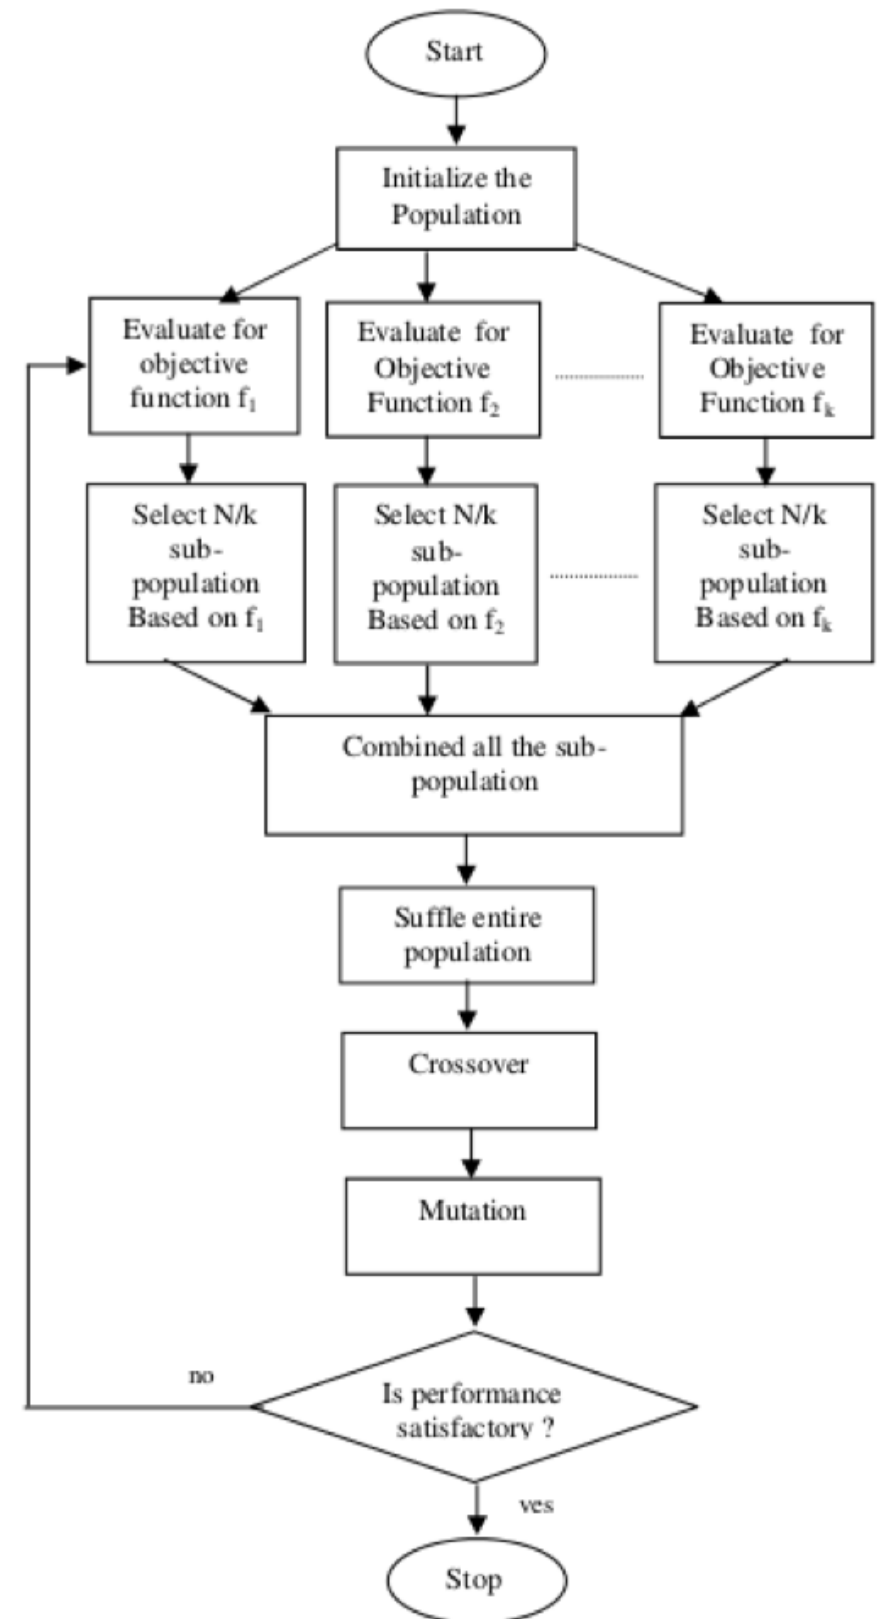 Start
Initialize the
Population
Evaluate for
objective
function f₁
Evaluate for
Objective
Function f₂
Evaluate for
Objective
Function fₖ
Select N/k
sub-
population
Based on f₁
Select N/k
sub-
population
Based on f₂
Select N/k
sub-
population
Based on fₖ
Combined all the sub-
population
Suffle entire
population
Crossover
Mutation
no
Is performance
satisfactory ?
yes
Stop